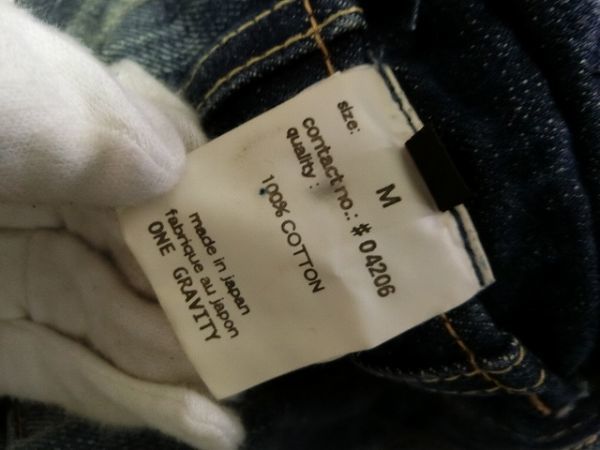 size: M
contact no.: # 04206
quality :
100% COTTON
made in japan
fabrique au japon
ONE GRAVITY